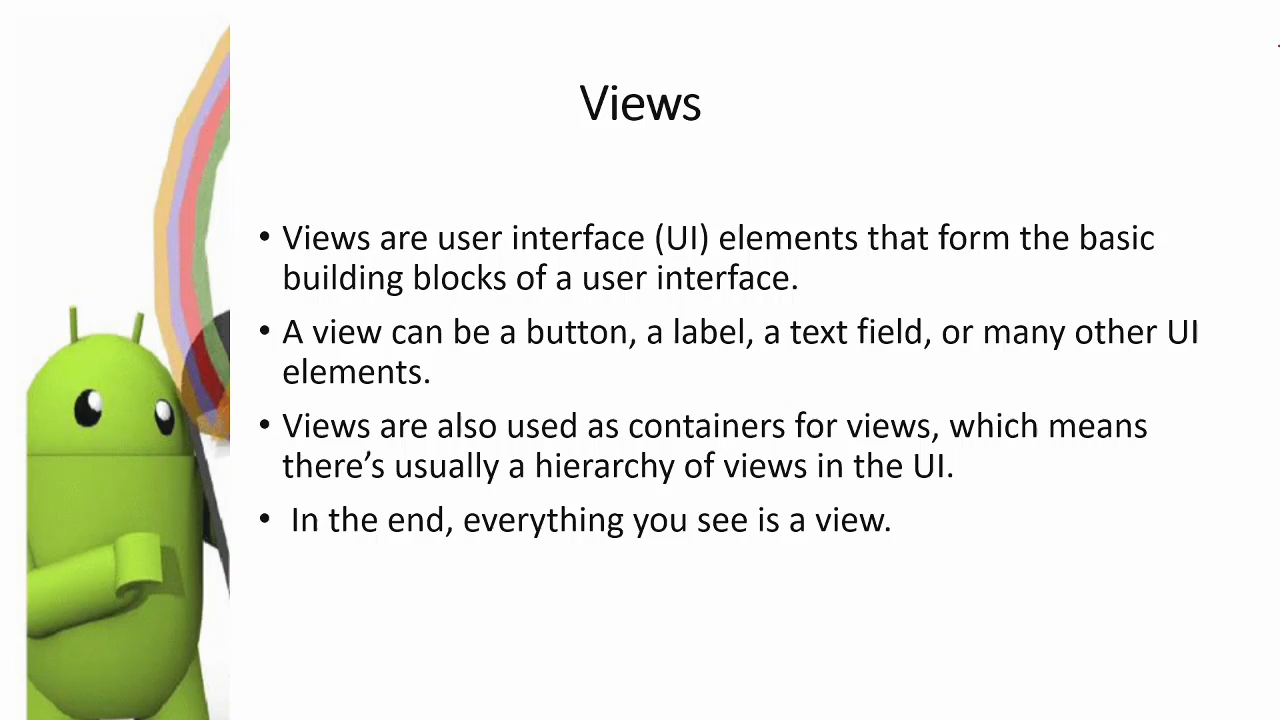 Views
• Views are user interface (UI) elements that form the basic
building blocks of a user interface.
• A view can be a button, a label, a text field, or many other UI
elements.
• Views are also used as containers for views, which means
there’s usually a hierarchy of views in the UI.
• In the end, everything you see is a view.